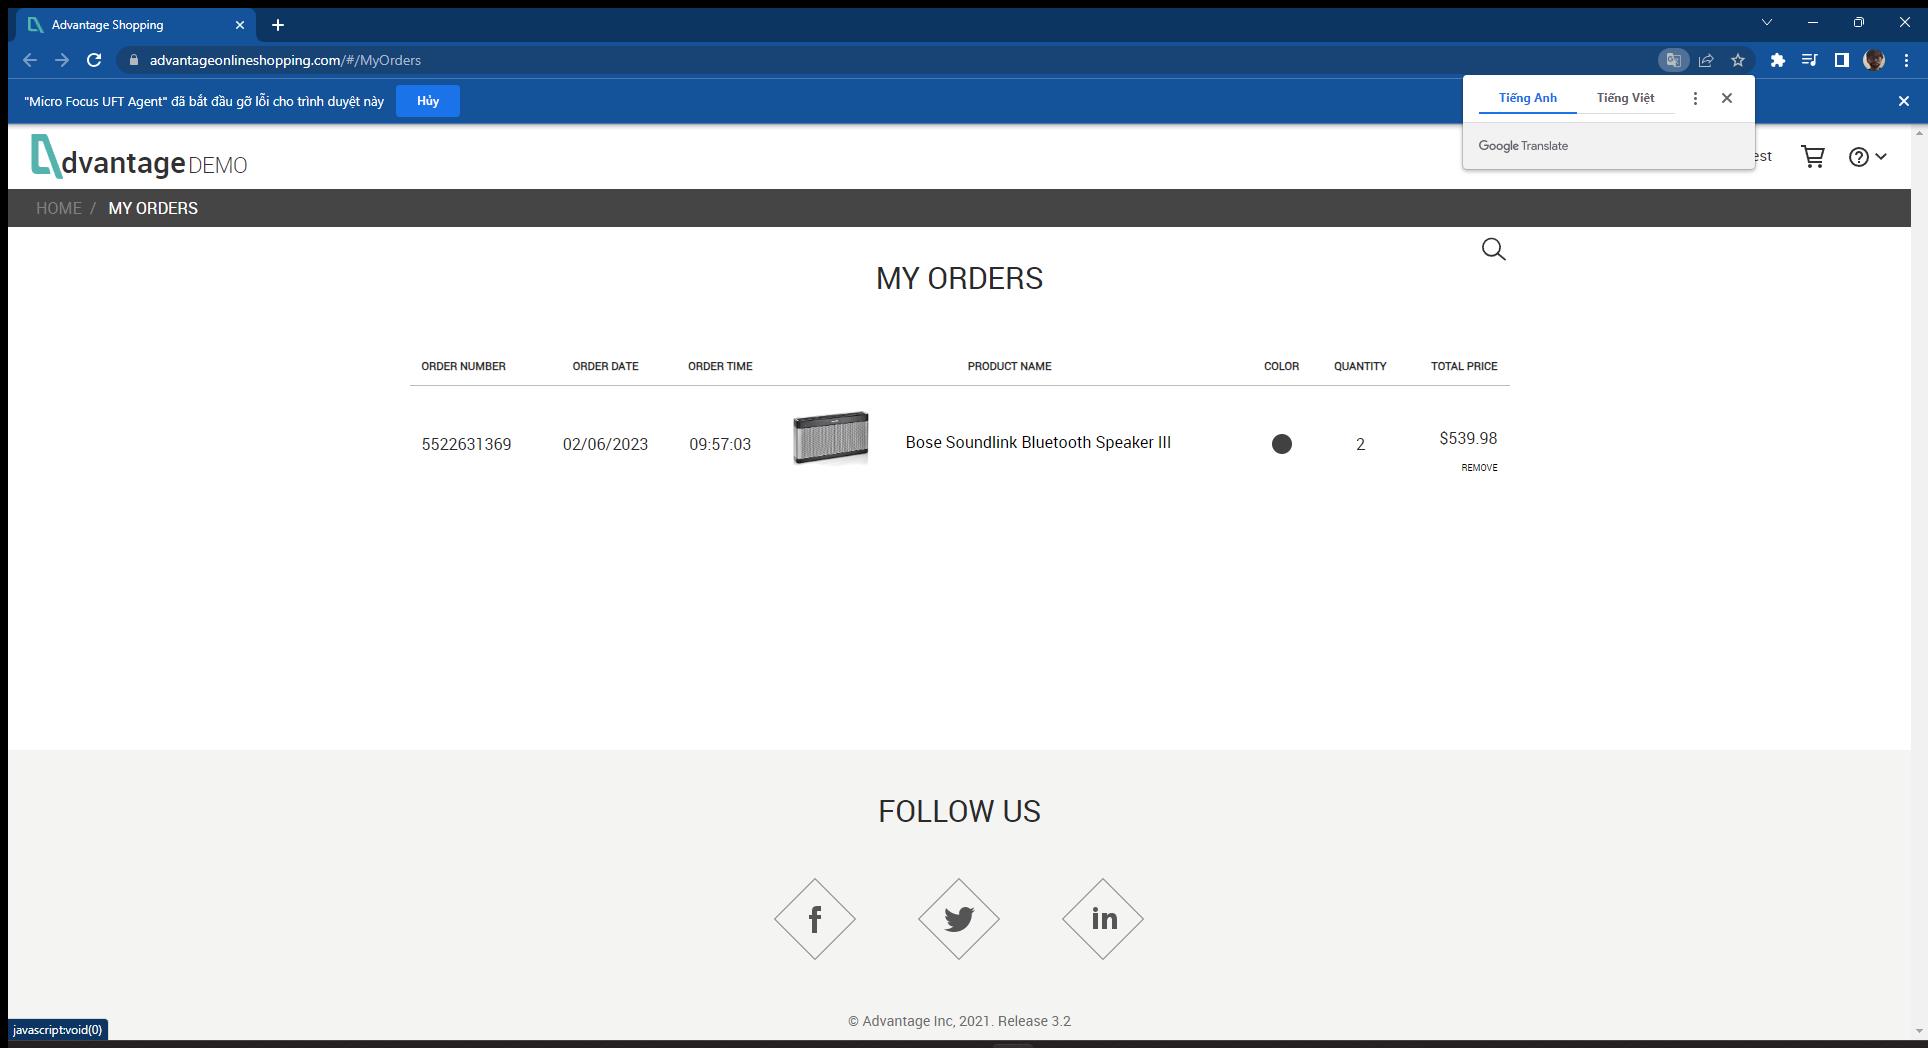 Advantage Shopping
advantageonlineshopping.com/#/MyOrders
"Micro Focus UFT Agent" đã bắt đầu gỡ lỗi cho trình duyệt này
Hủy
Tiếng Anh
Tiếng Việt
Google Translate
dvantage DEMO
est
HOME / MY ORDERS
MY ORDERS
ORDER NUMBER
ORDER DATE
ORDER TIME
PRODUCT NAME
COLOR
QUANTITY
TOTAL PRICE
5522631369
02/06/2023
09:57:03
Bose Soundlink Bluetooth Speaker III
2
$539.98
REMOVE
FOLLOW US
f
in
© Advantage Inc, 2021. Release 3.2
javascript:void(0)